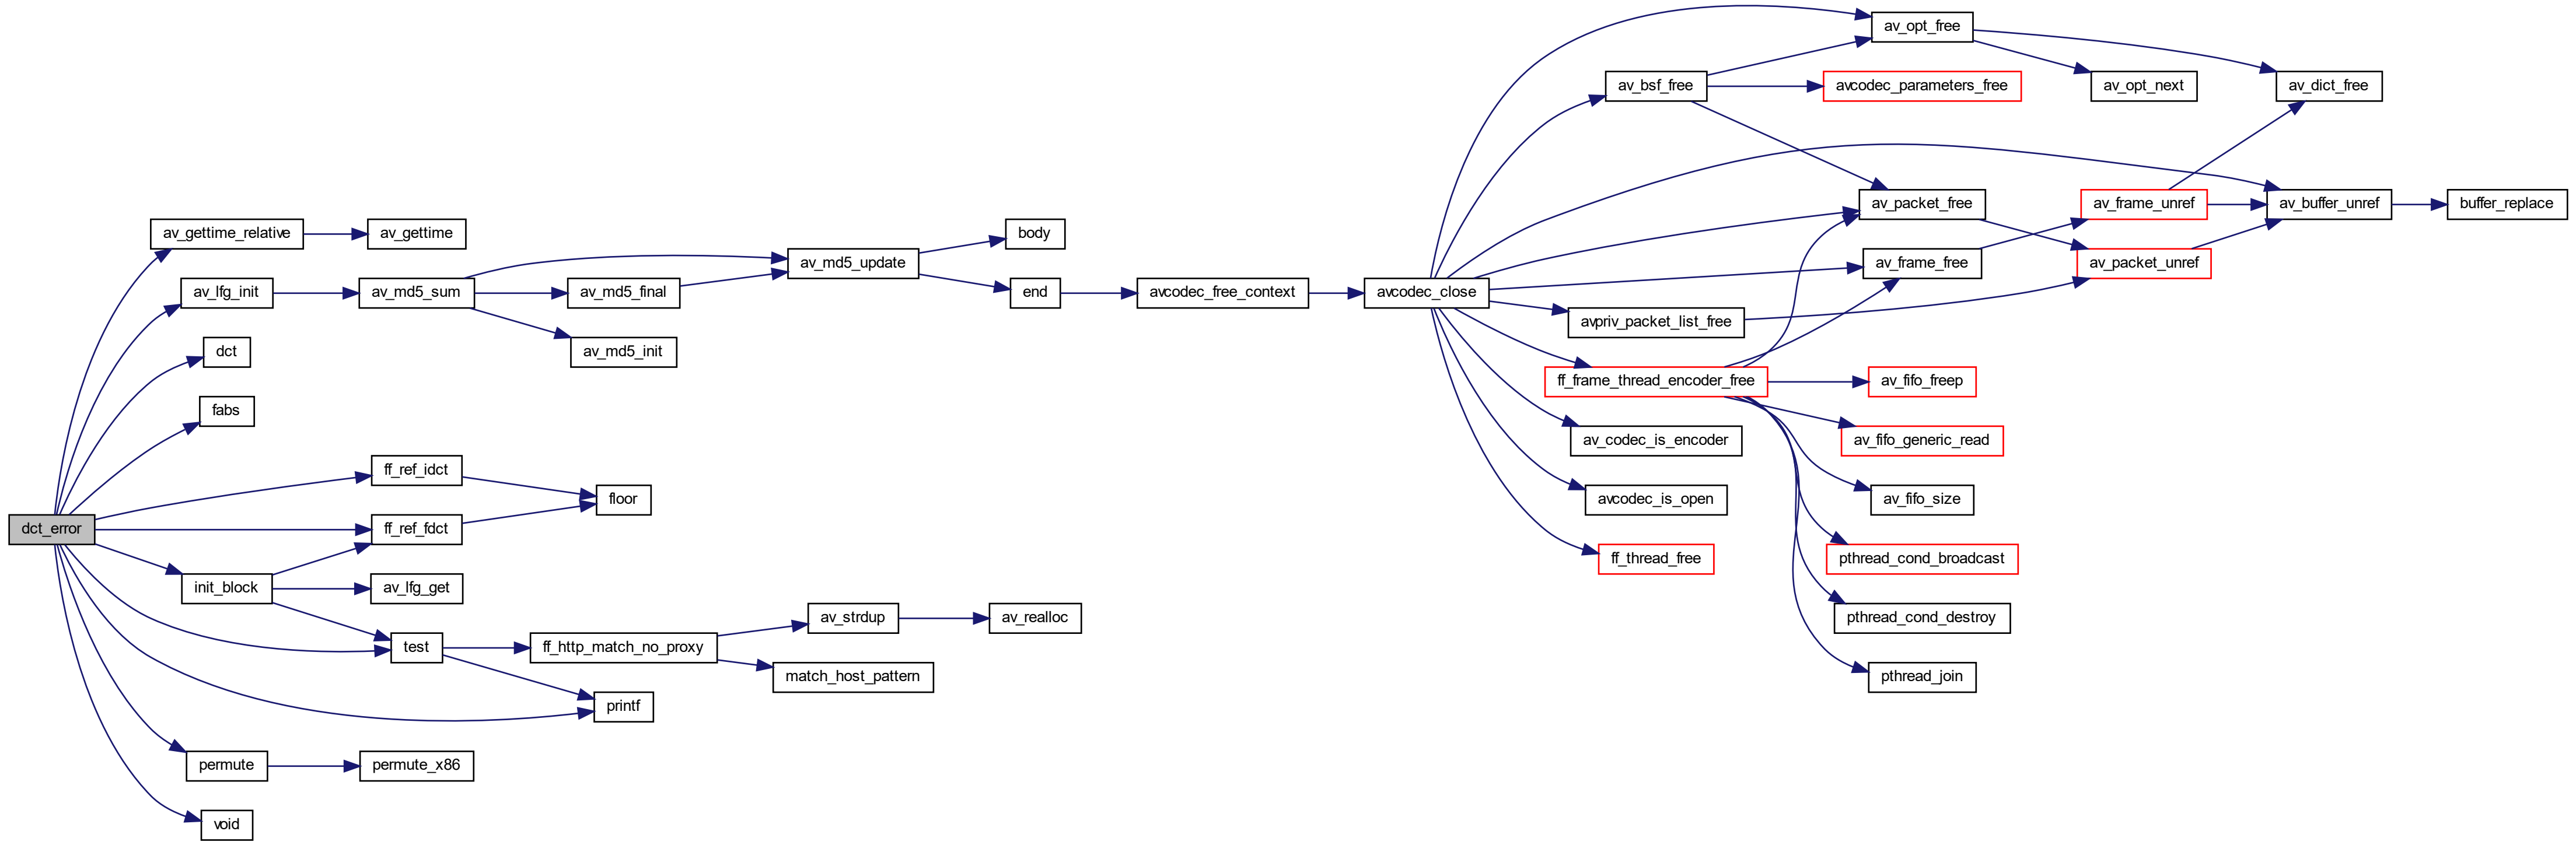 dct_error
av_gettime_relative
av_gettime
av_lfg_init
av_md5_sum
av_md5_final
av_md5_init
av_md5_update
body
end
avcodec_free_context
avcodec_close
dct
fabs
ff_ref_idct
ff_ref_fdct
floor
init_block
av_lfg_get
test
ff_http_match_no_proxy
av_strdup
av_realloc
match_host_pattern
printf
permute
permute_x86
void
av_opt_free
av_bsf_free
avcodec_parameters_free
av_opt_next
av_dict_free
av_packet_free
av_frame_unref
av_buffer_unref
buffer_replace
av_frame_free
av_packet_unref
avpriv_packet_list_free
ff_frame_thread_encoder_free
av_fifo_freep
av_codec_is_encoder
av_fifo_generic_read
avcodec_is_open
av_fifo_size
ff_thread_free
pthread_cond_broadcast
pthread_cond_destroy
pthread_join